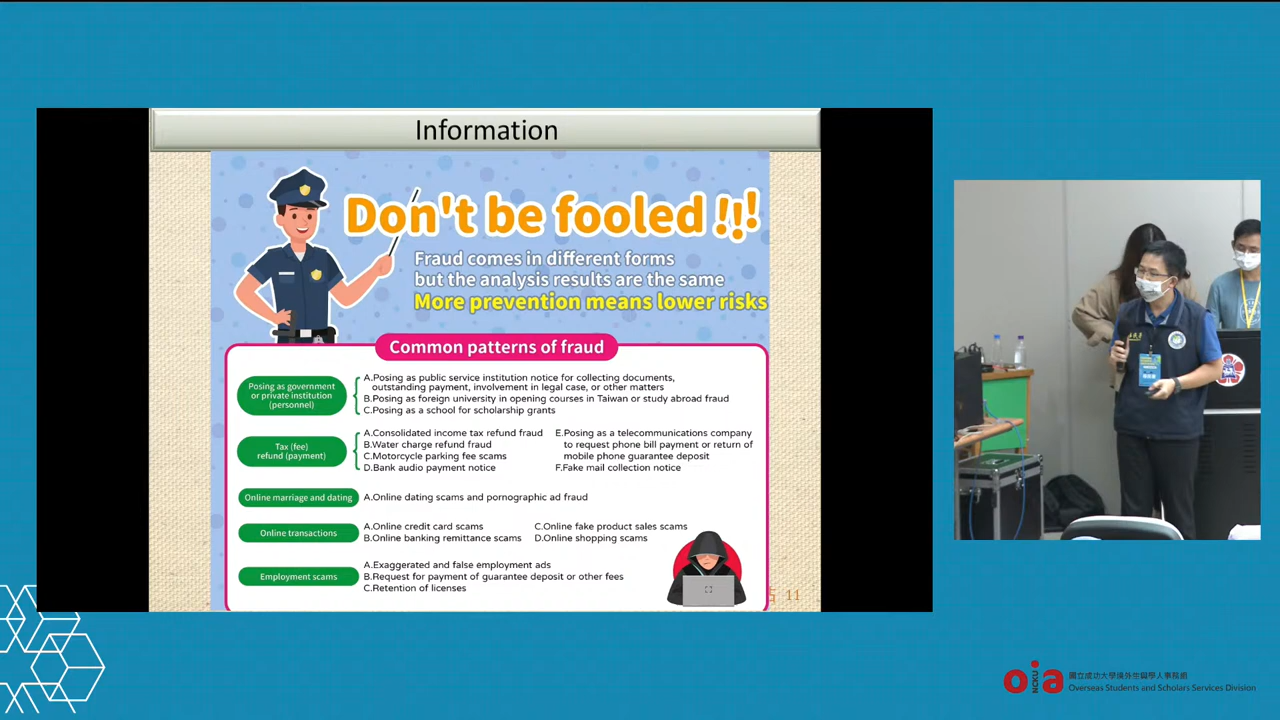 Information
Don't be fooled!!!
Fraud comes in different forms
but the analysis results are the same
More prevention means lower risks
Common patterns of fraud
Posing as government
or private institution
(personnel)
A.Posing as public service institution notice for collecting documents,
outstanding payment, involvement in legal case, or other matters
B.Posing as foreign university in opening courses in Taiwan or study abroad fraud
C.Posing as a school for scholarship grants
Tax (fee)
refund (payment)
A.Consolidated income tax refund fraud
B.Water charge refund fraud
C.Motorcycle parking fee scams
D.Bank audio payment notice
E.Posing as a telecommunications company
to request phone bill payment or return of
mobile phone guarantee deposit
F.Fake mail collection notice
Online marriage and dating
A.Online dating scams and pornographic ad fraud
Online transactions
A.Online credit card scams
B.Online banking remittance scams
C.Online fake product sales scams
D.Online shopping scams
Employment scams
A.Exaggerated and false employment ads
B.Request for payment of guarantee deposit or other fees
C.Retention of licenses
11
NCKU
oia
國立成功大學境外生與學人事務組
Overseas Students and Scholars Services Division